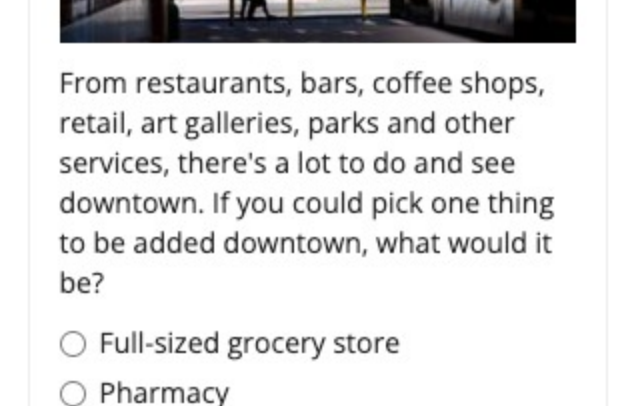 From restaurants, bars, coffee shops,
retail, art galleries, parks and other
services, there's a lot to do and see
downtown. If you could pick one thing
to be added downtown, what would it
be?
Full-sized grocery store
Pharmacy